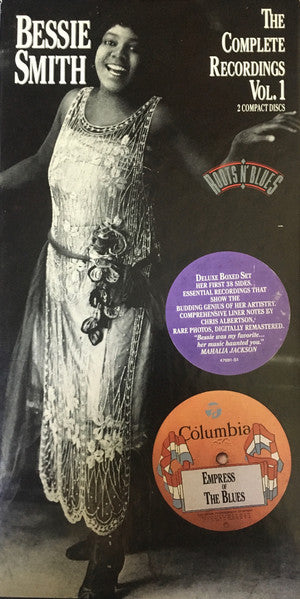 BESSIE
SMITH
THE
COMPLETE
RECORDINGS
VOL.1
2 COMPACT DISCS
ROOTS N' BLUES
DELUXE BOXED SET
HER FIRST 38 SIDES.
ESSENTIAL RECORDINGS THAT
SHOW THE
BUDDING GENIUS OF HER ARTISTRY.
COMPREHENSIVE LINER NOTES BY
CHRIS ALBERTSON.
RARE PHOTOS, DIGITALLY REMASTERED.
"Bessie was my favorite...
her music haunted you."
MAHALIA JACKSON
47091-S1
Columbia
EMPRESS
OF
THE BLUES